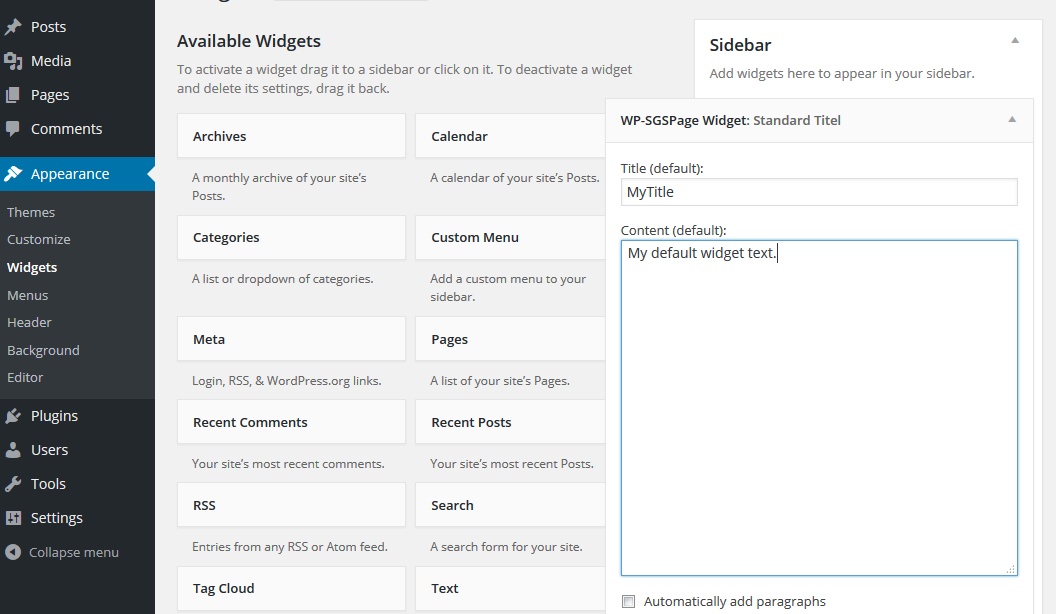 Posts
Media
Pages
Comments
Appearance
Themes
Customize
Widgets
Menus
Header
Background
Editor
Plugins
Users
Tools
Settings
Collapse menu
Available Widgets
To activate a widget drag it to a sidebar or click on it. To deactivate a widget
and delete its settings, drag it back.
Archives
A monthly archive of your site's
Posts.
Calendar
A calendar of your site's Posts.
Categories
A list or dropdown of categories.
Custom Menu
Add a custom menu to your
sidebar.
Meta
Login, RSS, & WordPress.org links.
Pages
A list of your site's Pages.
Recent Comments
Your site's most recent comments.
Recent Posts
Your site's most recent Posts.
RSS
Entries from any RSS or Atom feed.
Search
A search form for your site.
Tag Cloud
Text
Sidebar
Add widgets here to appear in your sidebar.
WP-SGSPage Widget: Standard Titel
Title (default):
MyTitle
Content (default):
My default widget text.
Automatically add paragraphs